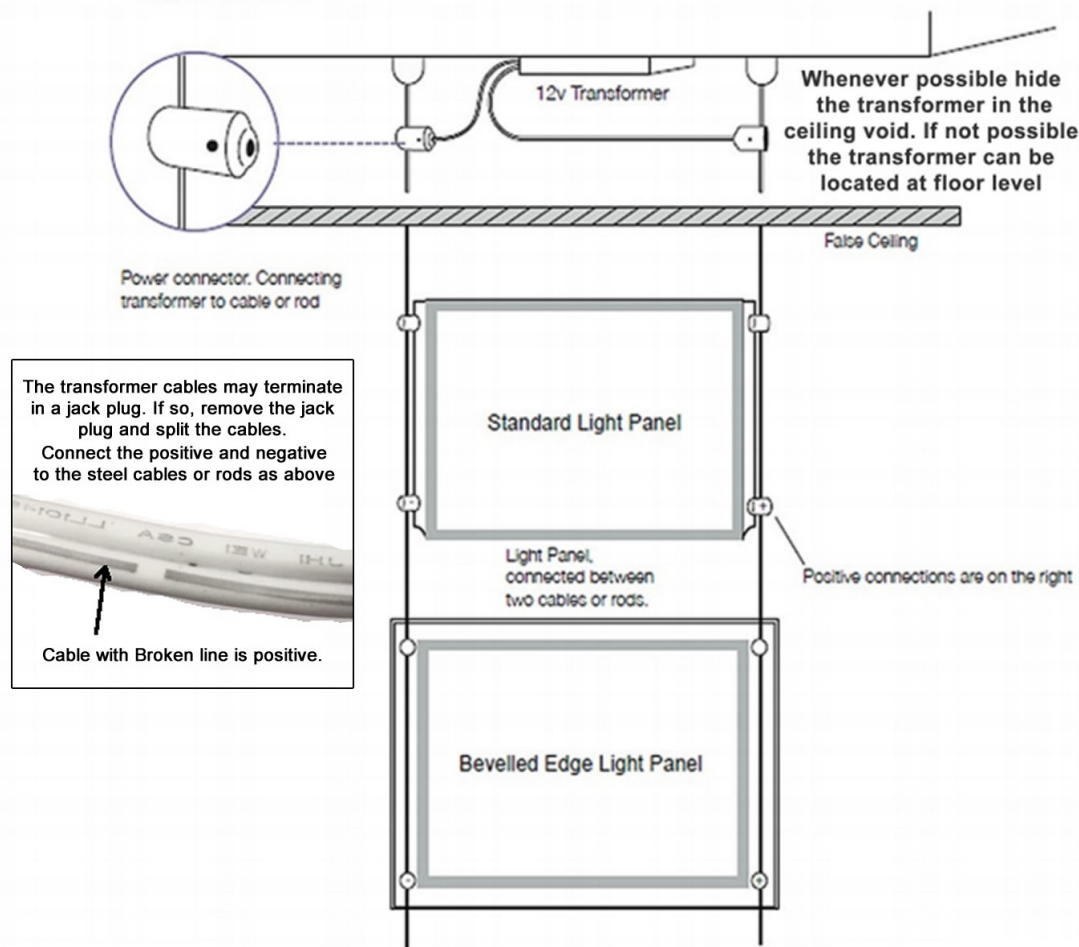 12v Transformer
Whenever possible hide
the transformer in the
ceiling void. If not possible
the transformer can be
located at floor level
False Ceiling
Power connector. Connecting
transformer to cable or rod
The transformer cables may terminate
in a jack plug. If so, remove the jack
plug and split the cables.
Connect the positive and negative
to the steel cables or rods as above
CSA
Cable with Broken line is positive.
Standard Light Panel
-
+
Light Panel,
connected between
two cables or rods.
Positive connections are on the right
Bevelled Edge Light Panel
-
+